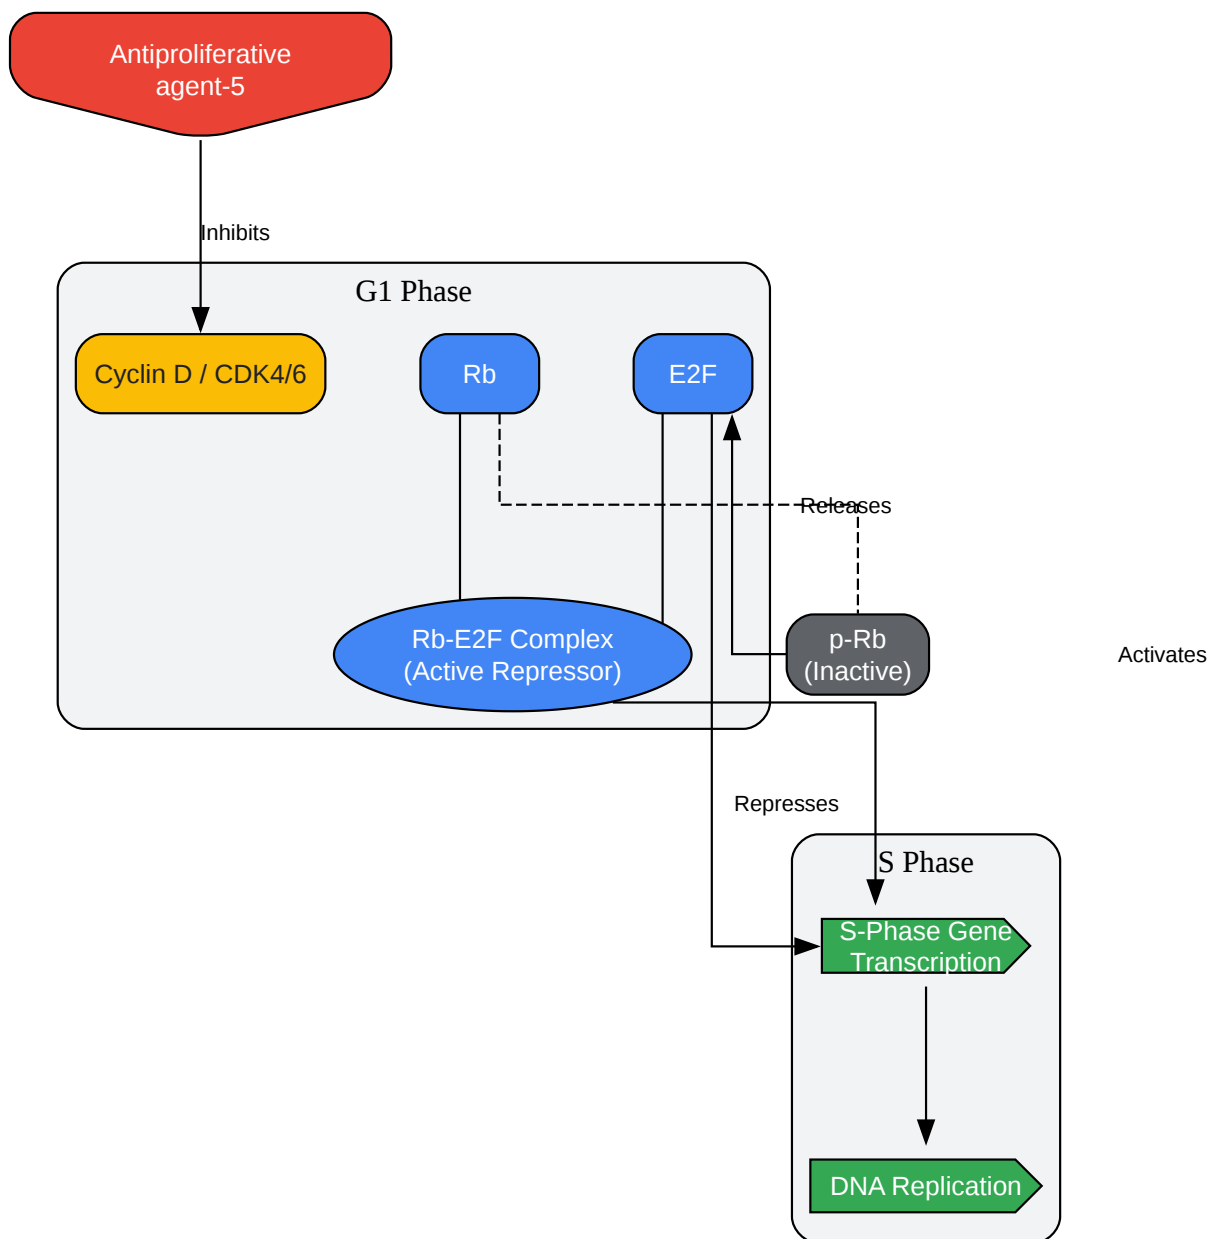 Antiproliferative
agent-5
Inhibits
G1 Phase
Cyclin D / CDK4/6
Rb
E2F
Releases
Rb-E2F Complex
(Active Repressor)
p-Rb
(Inactive)
Activates
Represses
S Phase
S-Phase Gene
Transcription
DNA Replication